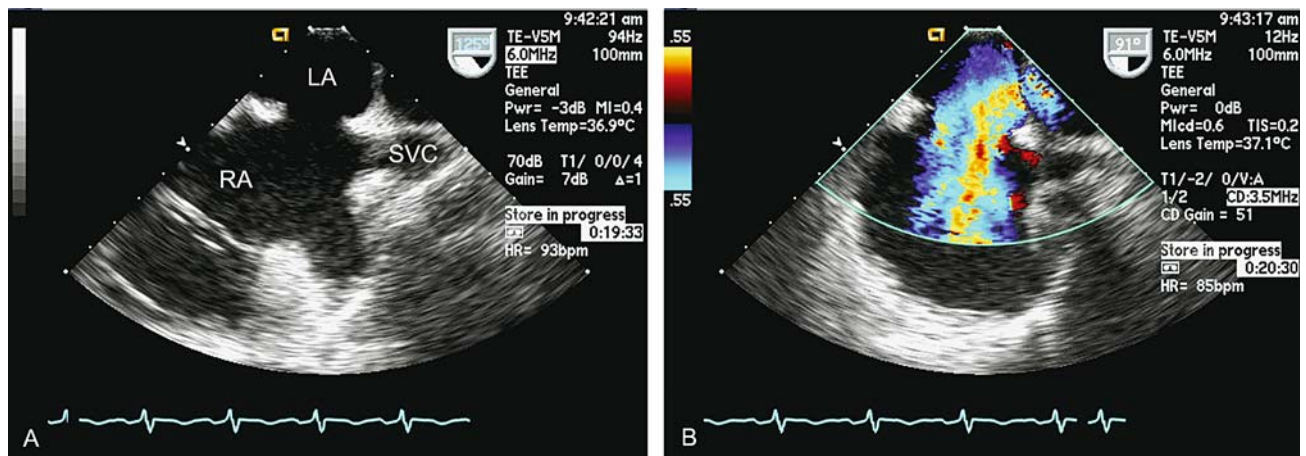 9:42:21 am
TE-V5M 94Hz
6.0MHz 100mm
TEE
General
Pwr= -3dB MI=0.4
Lens Temp=36.9°C
70dB T1/ 0/0/4
Gain= 7dB Δ=1
Store in progress
0:19:33
HR= 93bpm
125°
LA
RA
SVC
A
9:43:17 am
TE-V5M 12Hz
6.0MHz 100mm
TEE
General
Pwr= 0dB
MIcd=0.6 TIS=0.2
Lens Temp=37.1°C
T1/-2/ 0/V:A
1/2 CD:3.5MHz
CD Gain = 51
Store in progress
0:20:30
HR= 85bpm
91°
.55
.55
B